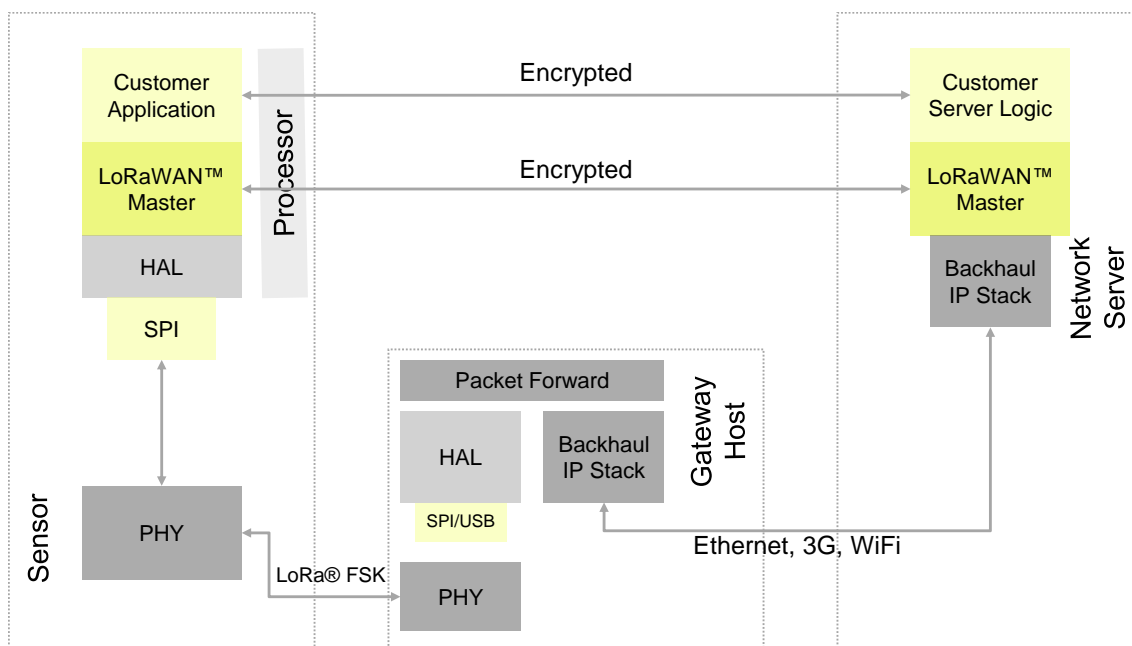 Customer
Application
LoRaWAN™
Master
HAL
SPI
PHY
Processor
Sensor
Encrypted
Encrypted
LoRa® FSK
Packet Forward
HAL
Backhaul
IP Stack
SPI/USB
PHY
Gateway
Host
Ethernet, 3G, WiFi
Customer
Server Logic
LoRaWAN™
Master
Backhaul
IP Stack
Network
Server